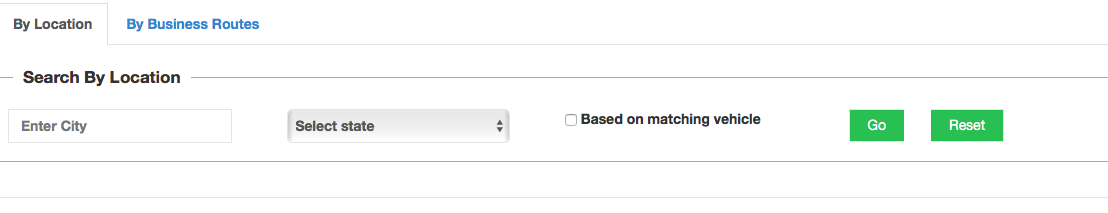 By Location By Business Routes
Search By Location
Enter City Select state Based on matching vehicle Go Reset